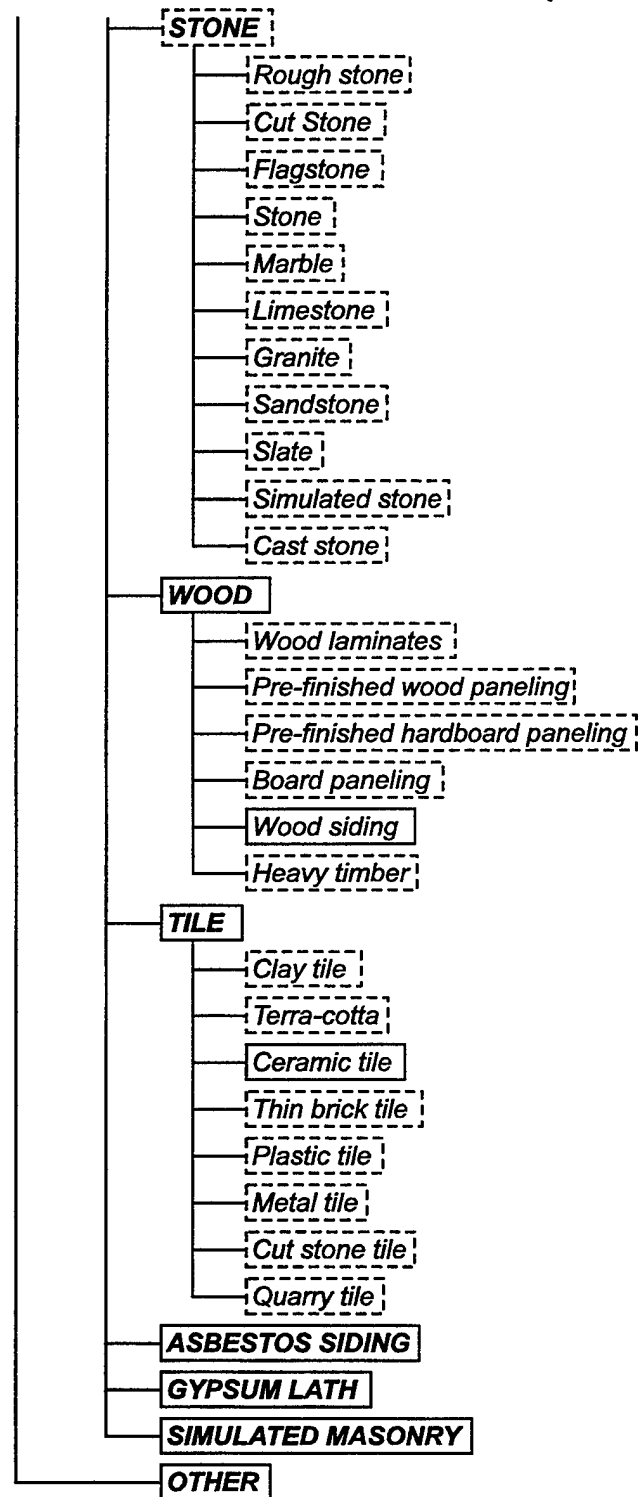 STONE
Rough stone
Cut Stone
Flagstone
Stone
Marble
Limestone
Granite
Sandstone
Slate
Simulated stone
Cast stone
WOOD
Wood laminates
Pre-finished wood paneling
Pre-finished hardboard paneling
Board paneling
Wood siding
Heavy timber
TILE
Clay tile
Terra-cotta
Ceramic tile
Thin brick tile
Plastic tile
Metal tile
Cut stone tile
Quarry tile
ASBESTOS SIDING
GYPSUM LATH
SIMULATED MASONRY
OTHER